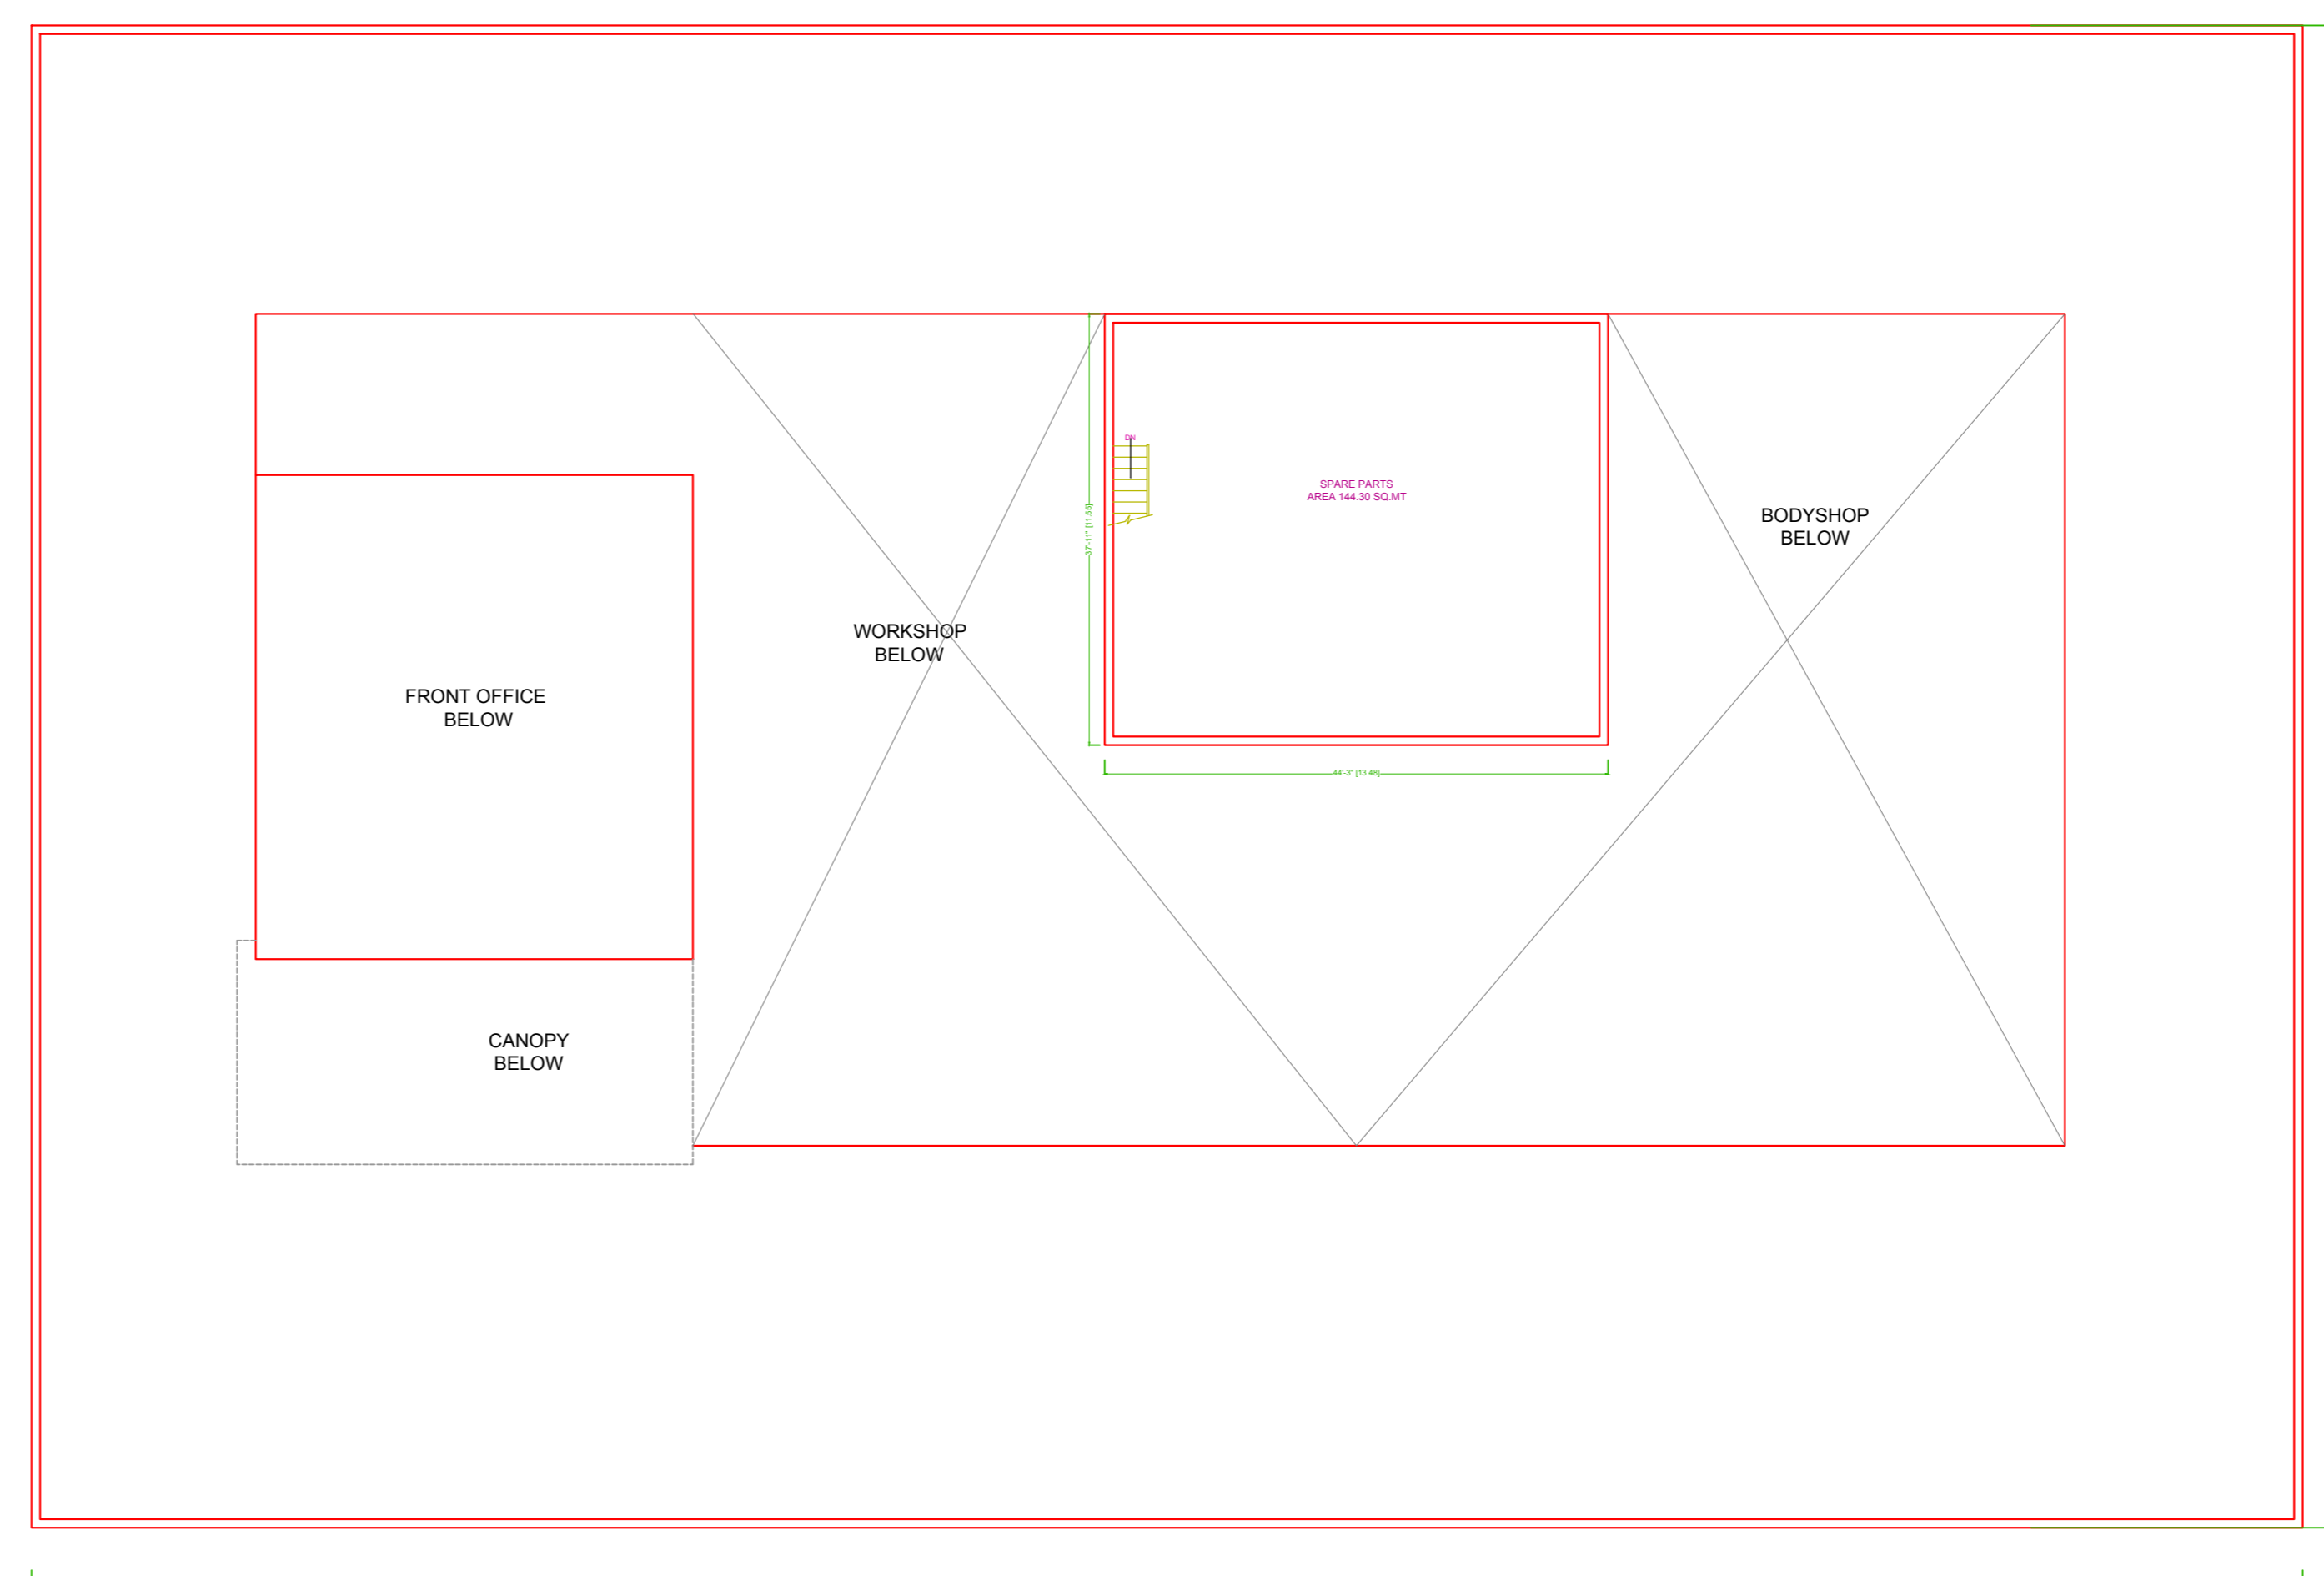 DN
SPARE PARTS
AREA 144.30 SQ.MT
37'-11" [11.55]
BODYSHOP
BELOW
WORKSHOP
BELOW
FRONT OFFICE
BELOW
44'-3" [13.48]
CANOPY
BELOW